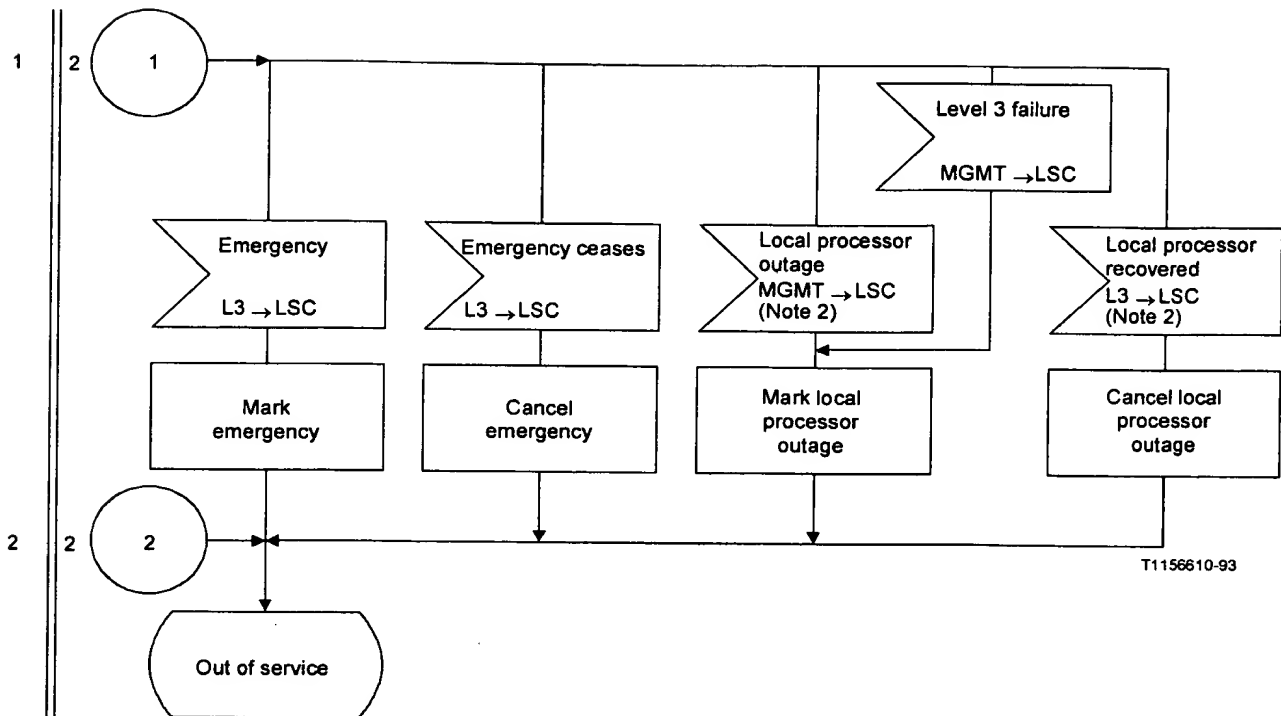 1
2
1
Level 3 failure
MGMT →LSC
Emergency
L3 →LSC
Emergency ceases
L3 →LSC
Local processor
outage
MGMT →LSC
(Note 2)
Local processor
recovered
L3 →LSC
(Note 2)
Mark
emergency
Cancel
emergency
Mark local
processor
outage
Cancel local
processor
outage
2
2
2
T1156610-93
Out of service